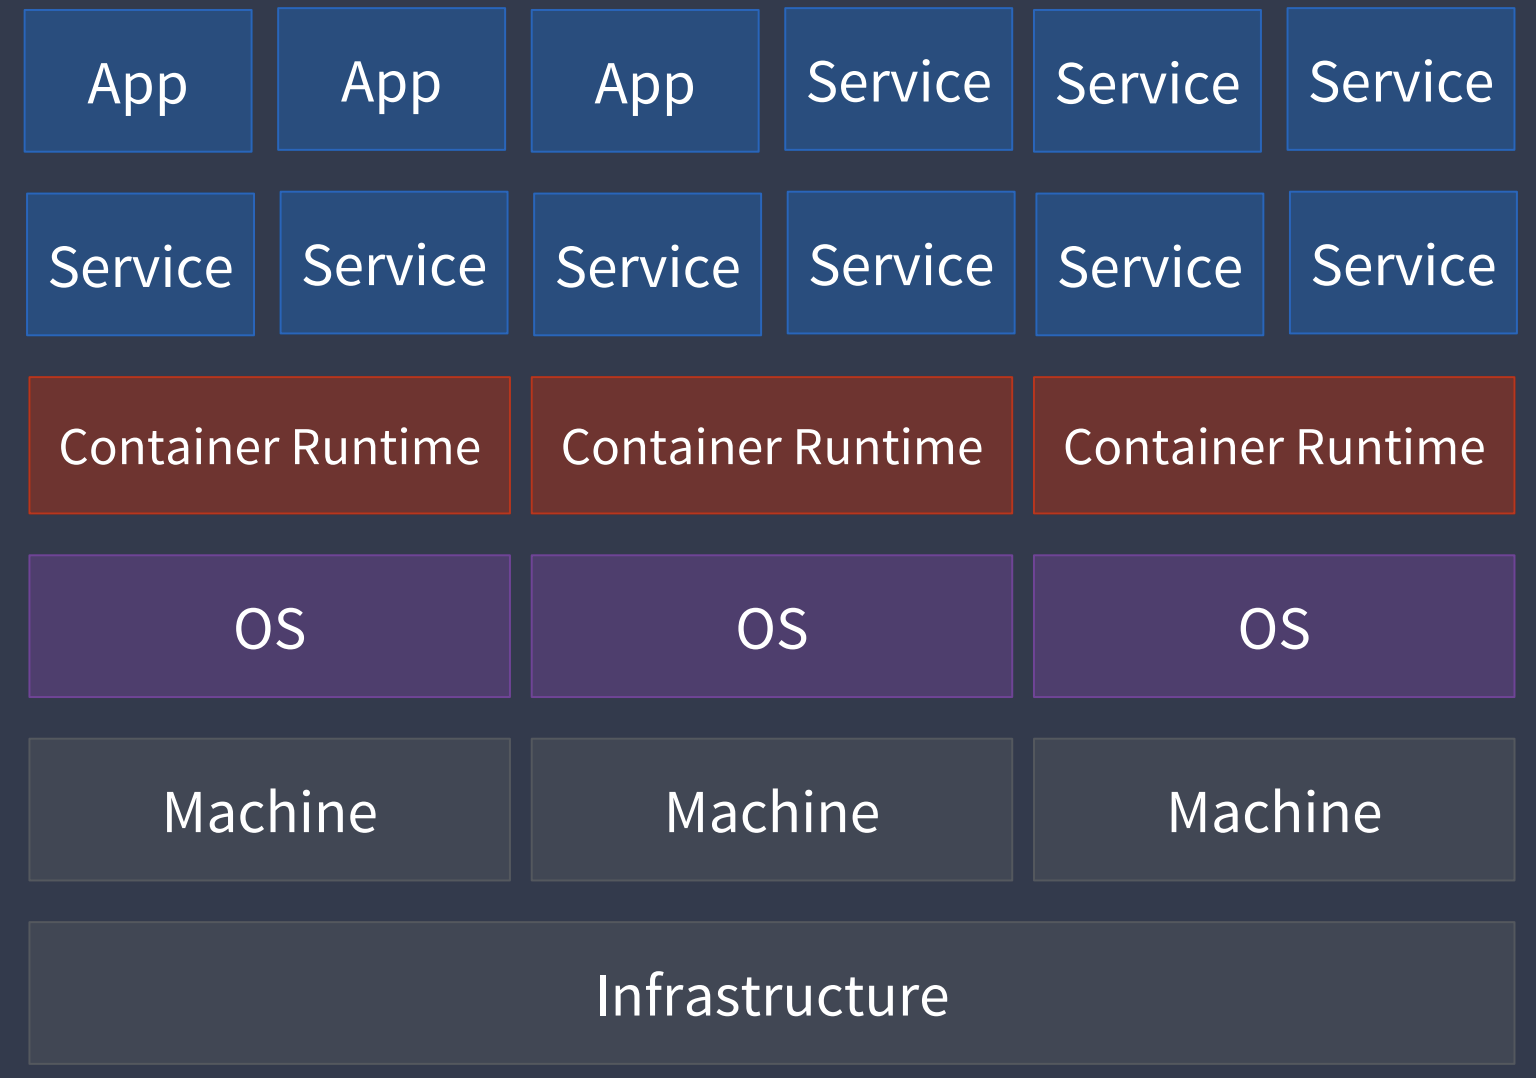 App App App Service Service Service
Service Service Service Service Service Service
Container Runtime Container Runtime Container Runtime
OS OS OS
Machine Machine Machine
Infrastructure